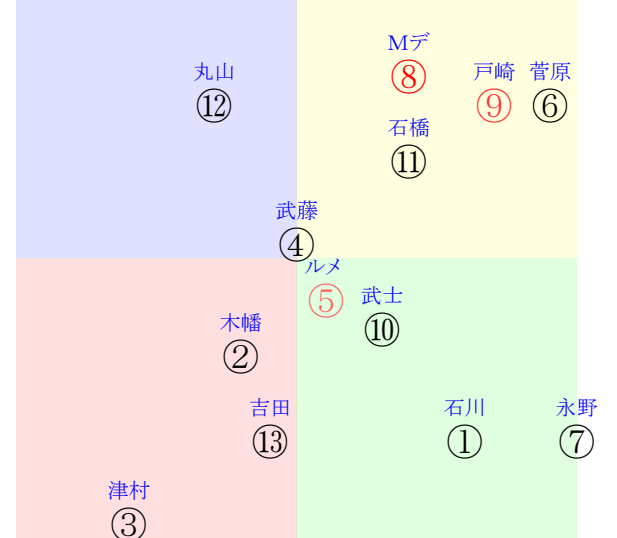 Mデ
⑧
丸山
⑫
戸崎
⑨
菅原
⑥
石橋
⑪
武藤
④
ルメ
⑤
武士
⑩
木幡
②
吉田
⑬
石川
①
永野
⑦
津村
③